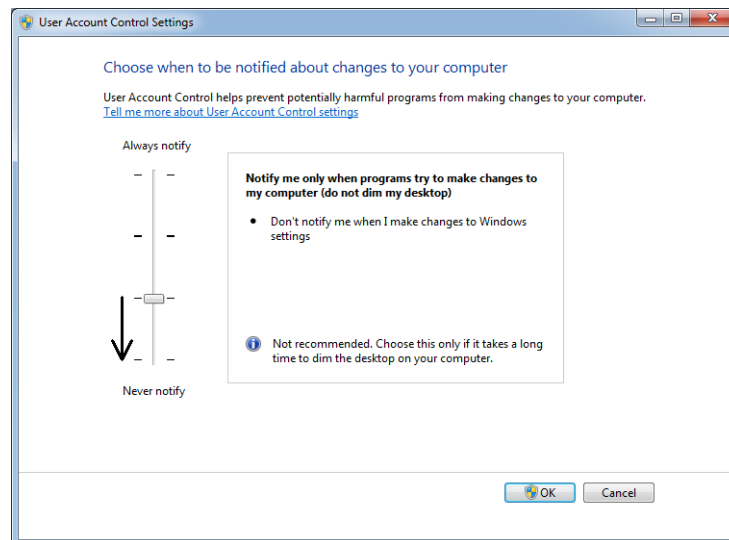 User Account Control Settings
Choose when to be notified about changes to your computer
User Account Control helps prevent potentially harmful programs from making changes to your computer.
Tell me more about User Account Control settings
Always notify
Notify me only when programs try to make changes to
my computer (do not dim my desktop)
• Don't notify me when I make changes to Windows
settings
Not recommended. Choose this only if it takes a long
time to dim the desktop on your computer.
Never notify
OK
Cancel